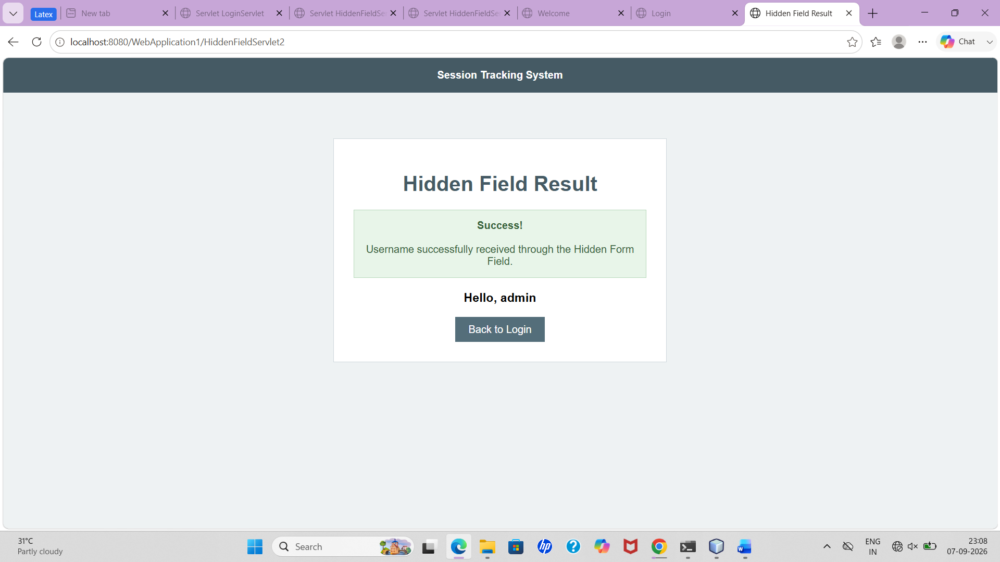 Latex
New tab
Servlet LoginServlet
Servlet HiddenFieldSe
Servlet HiddenFieldSe
Welcome
Login
Hidden Field Result
localhost:8080/WebApplication1/HiddenFieldServlet2
Chat
Session Tracking System
Hidden Field Result
Success!
Username successfully received through the Hidden Form
Field.
Hello, admin
Back to Login
31°C
Partly cloudy
Search
hp
?
W
ENG
IN
23:08
07-09-2026